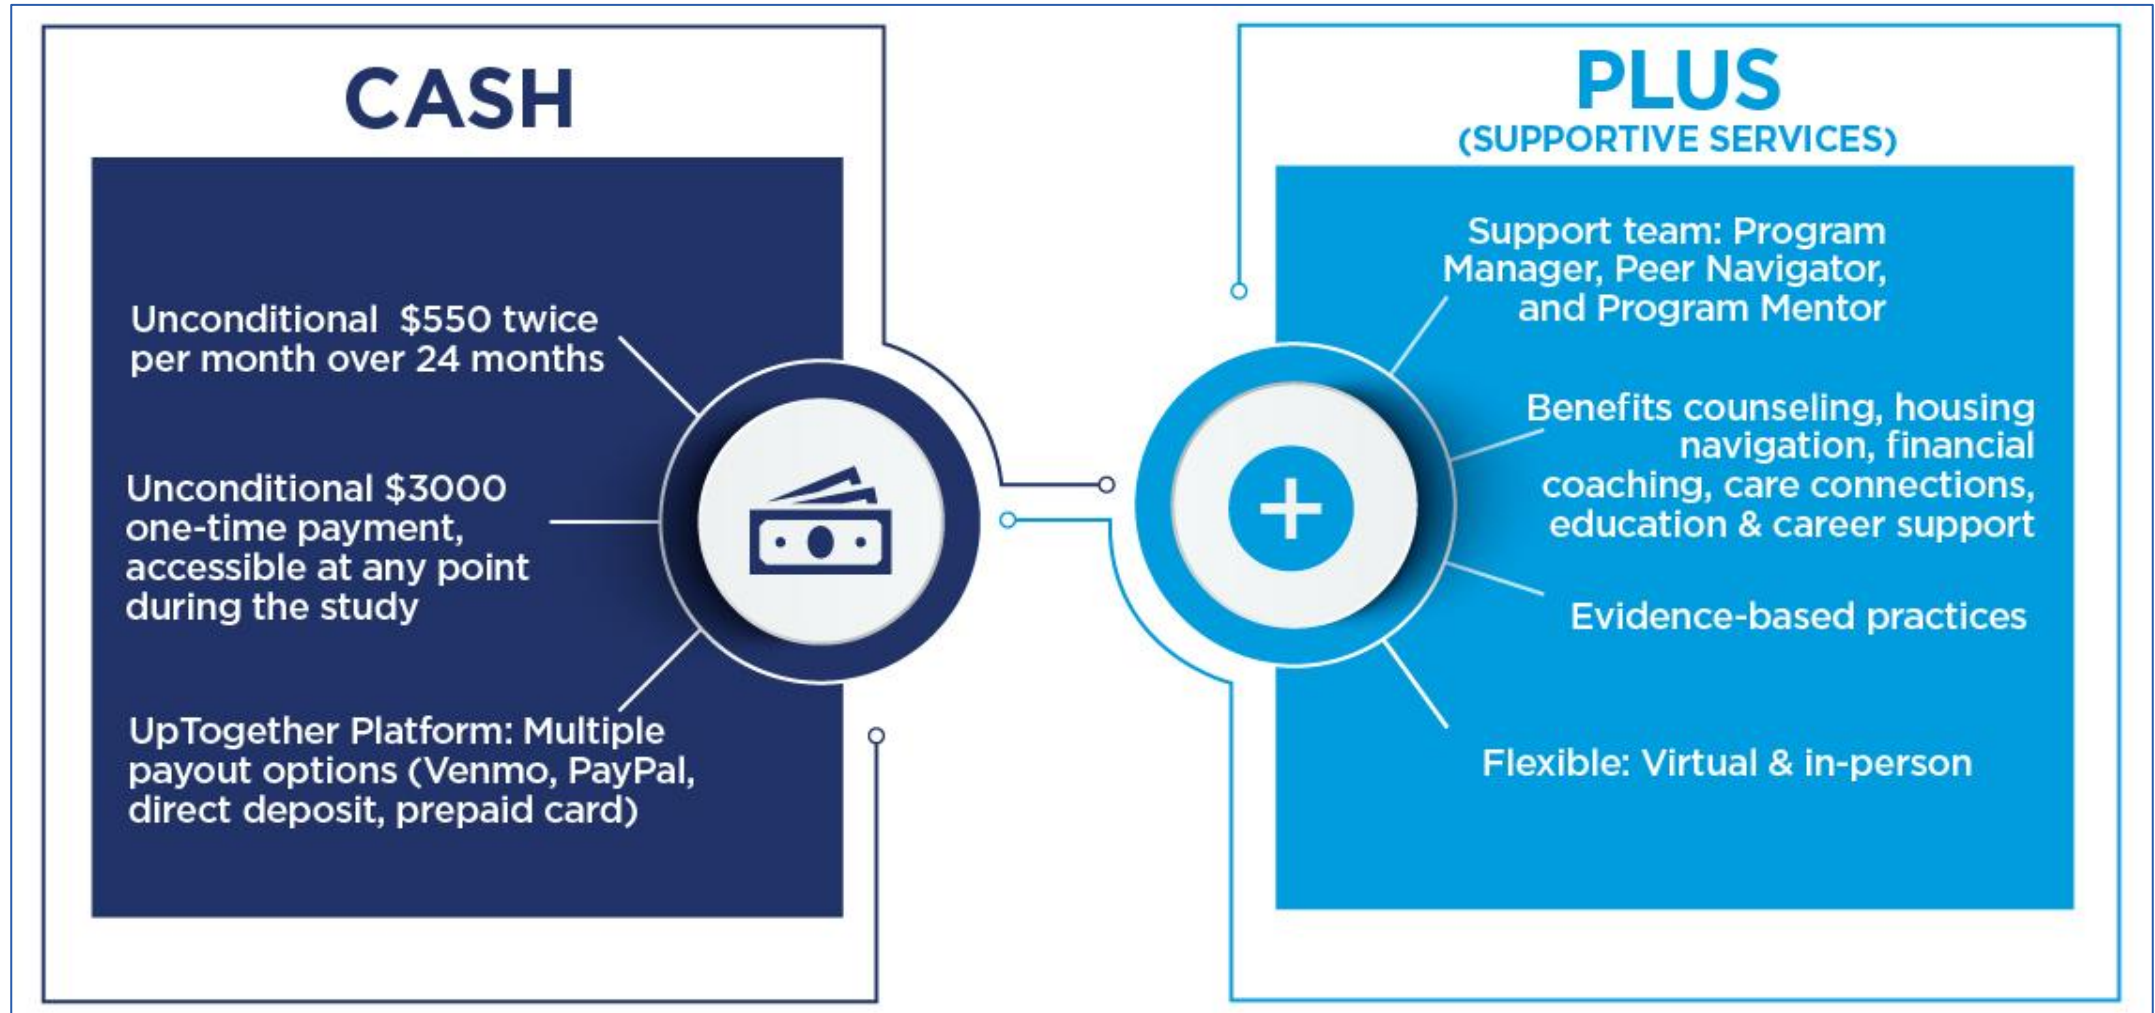 CASH
Unconditional $550 twice
per month over 24 months
Unconditional $3000
one-time payment,
accessible at any point
during the study
UpTogether Platform: Multiple
payout options (Venmo, PayPal,
direct deposit, prepaid card)
PLUS
(SUPPORTIVE SERVICES)
Support team: Program
Manager, Peer Navigator,
and Program Mentor
Benefits counseling, housing
navigation, financial
coaching, care connections,
education & career support
Evidence-based practices
Flexible: Virtual & in-person